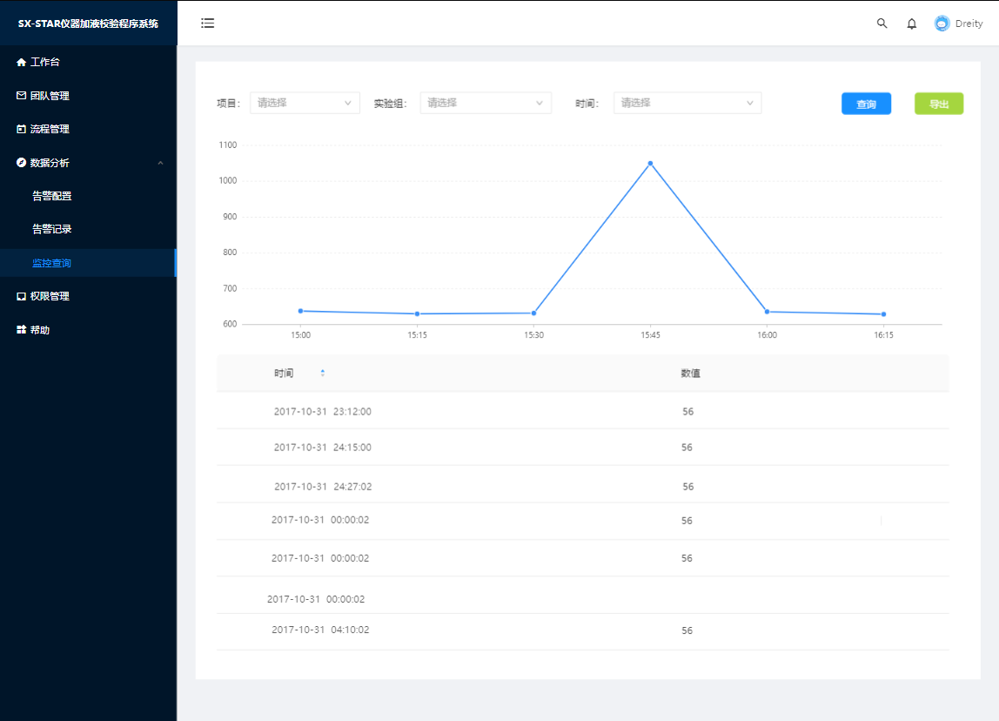 SX-STAR仪器加液校验程序系统
Dreity
工作台
团队管理
流程管理
数据分析
告警配置
告警记录
监控查询
权限管理
帮助
项目： 请选择 实验组： 请选择 时间： 请选择 查询 导出
1100
1000
900
800
700
600
15:00 15:15 15:30 15:45 16:00 16:15
时间 数值
2017-10-31 23:12:00 56
2017-10-31 24:15:00 56
2017-10-31 24:27:02 56
2017-10-31 00:00:02 56
2017-10-31 00:00:02 56
2017-10-31 00:00:02
2017-10-31 04:10:02 56